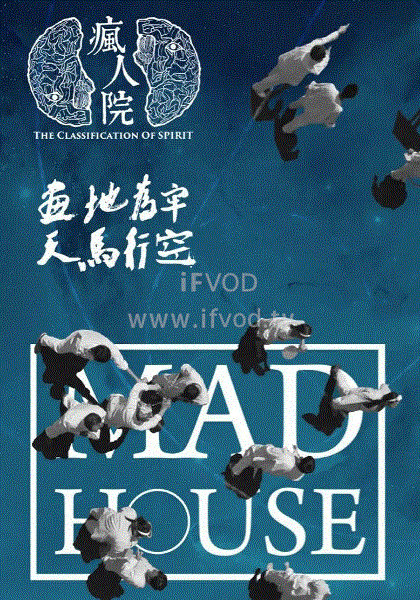 瘋人院
THE CLASSIFICATION OF SPIRIT
畫地為牢
天馬行空
iFVOD
www.ifvod.tv
MAD
HOUSE